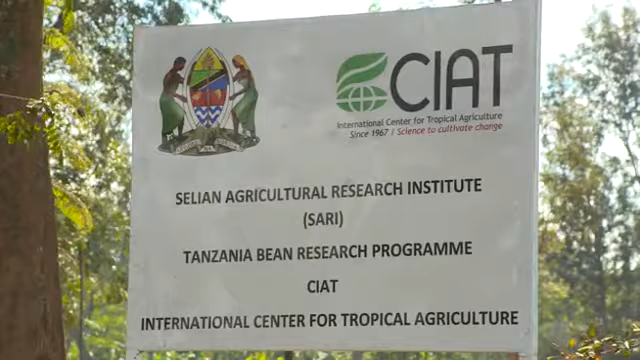 CIAT
International Center for Tropical Agriculture
Since 1967 / Science to cultivate change
SELIAN AGRICULTURAL RESEARCH INSTITUTE
(SARI)
TANZANIA BEAN RESEARCH PROGRAMME
CIAT
INTERNATIONAL CENTER FOR TROPICAL AGRICULTURE